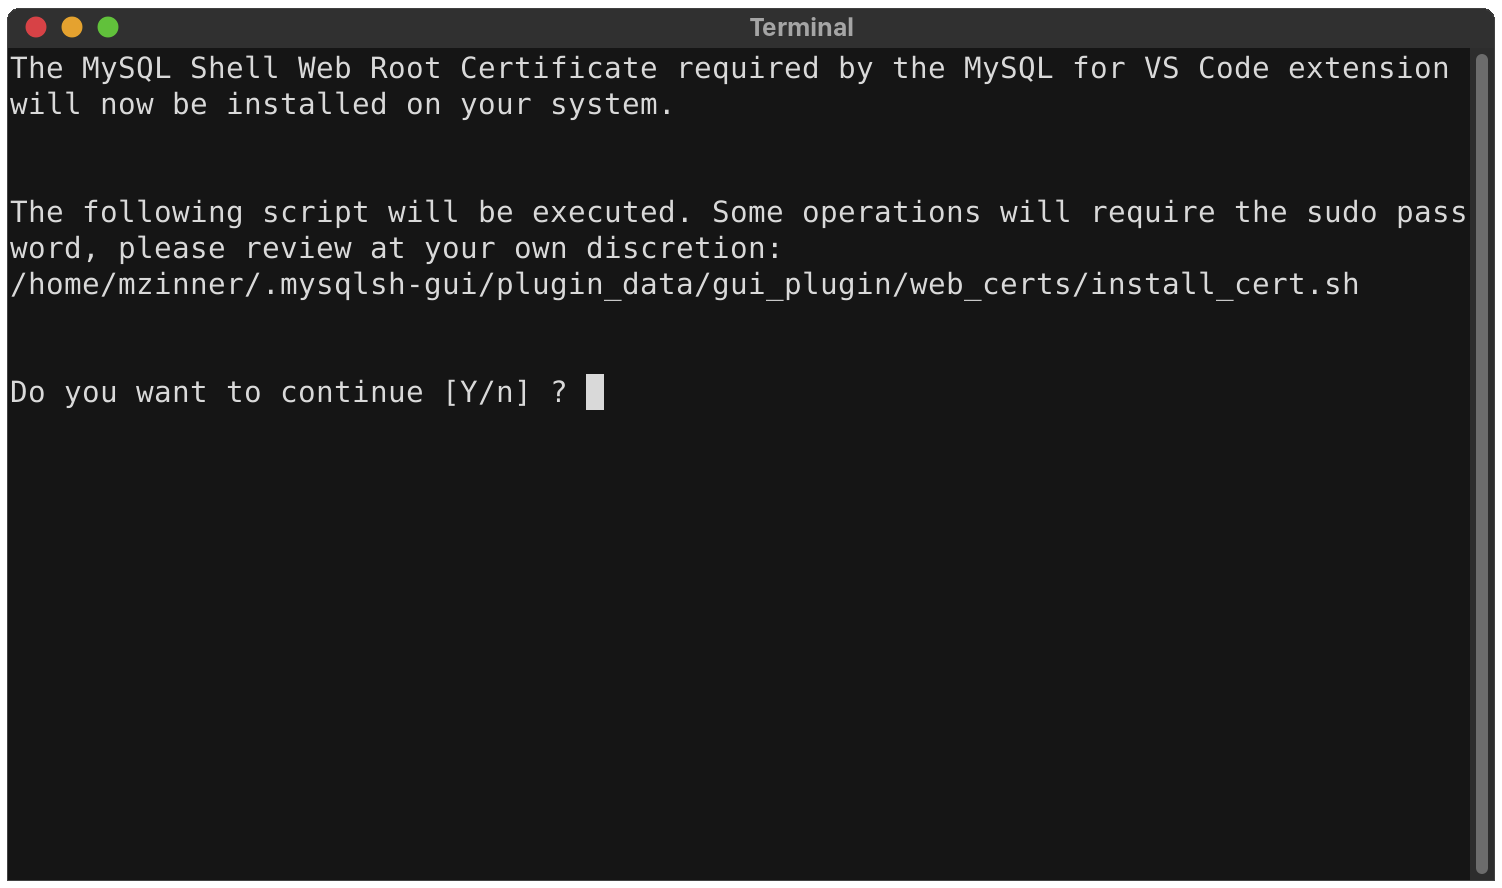 Terminal
The MySQL Shell Web Root Certificate required by the MySQL for VS Code extension
will now be installed on your system.
The following script will be executed. Some operations will require the sudo pass
word, please review at your own discretion:
/home/mzinner/.mysqlsh-gui/plugin_data/gui_plugin/web_certs/install_cert.sh
Do you want to continue [Y/n] ?